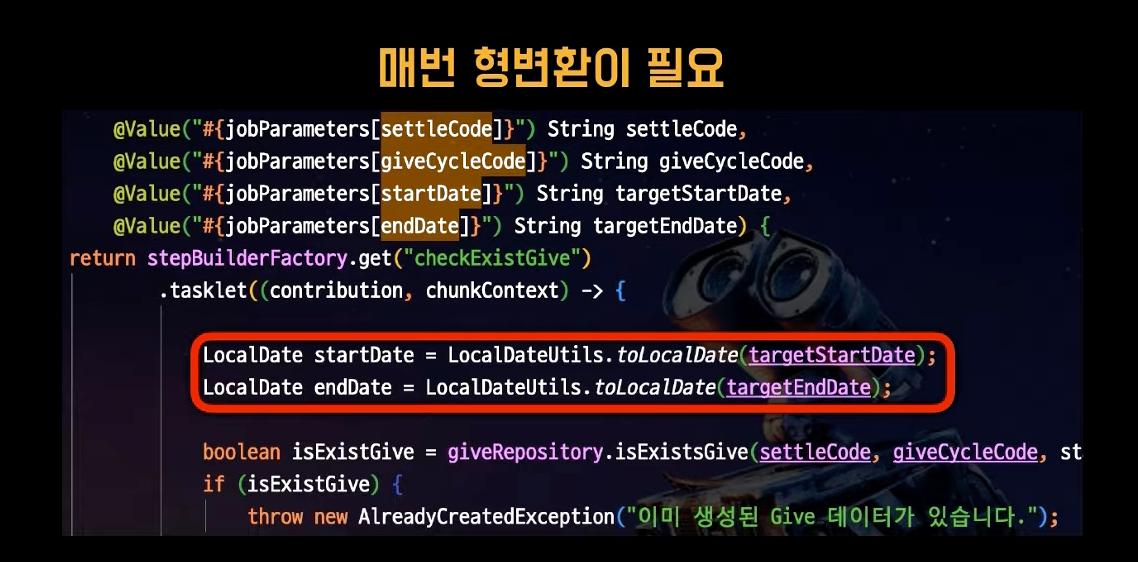 매번 형변환이 필요
@Value("#{jobParameters[settleCode]}") String settleCode,
@Value("#{jobParameters[giveCycleCode]}") String giveCycleCode,
@Value("#{jobParameters[startDate]}") String targetStartDate,
@Value("#{jobParameters[endDate]}") String targetEndDate) {
return stepBuilderFactory.get("checkExistGive")
.tasklet((contribution, chunkContext) -> {
LocalDate startDate = LocalDateUtils.toLocalDate(targetStartDate);
LocalDate endDate = LocalDateUtils.toLocalDate(targetEndDate);
boolean isExistGive = giveRepository.isExistsGive(settleCode, giveCycleCode, st
if (isExistGive) {
throw new AlreadyCreatedException("이미 생성된 Give 데이터가 있습니다.");